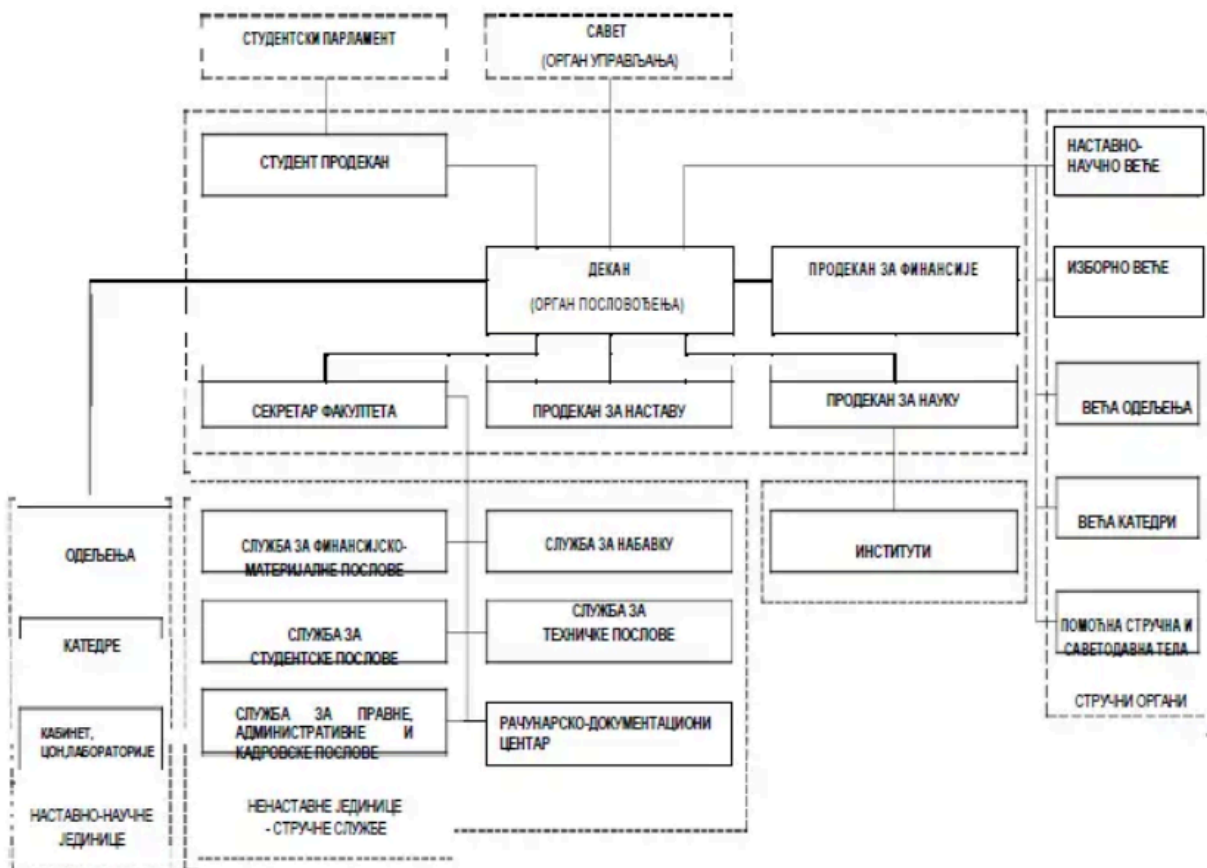 СТУДЕНТСКИ ПАРЛАМЕНТ
САВЕТ
(ОРГАН УПРАВЉАЊА)
СТУДЕНТ ПРОДЕКАН
НАСТАВНО-
НАУЧНО ВЕЋЕ
ДЕКАН
(ОРГАН ПОСЛОВОЂЕЊА)
ПРОДЕКАН ЗА ФИНАНСИЈЕ
ИЗБОРНО ВЕЋЕ
СЕКРЕТАР ФАКУЛТЕТА
ПРОДЕКАН ЗА НАСТАВУ
ПРОДЕКАН ЗА НАУКУ
ВЕЋА ОДЕЉЕЊА
ОДЕЉЕЊА
СЛУЖБА ЗА ФИНАНСИЈСКО-
МАТЕРИЈАЛНЕ ПОСЛОВЕ
СЛУЖБА ЗА НАБАВКУ
ИНСТИТУТИ
ВЕЋА КАТЕДРИ
КАТЕДРЕ
СЛУЖБА ЗА
СТУДЕНТСКЕ ПОСЛОВЕ
СЛУЖБА ЗА
ТЕХНИЧКЕ ПОСЛОВЕ
ПОМОЋНА СТРУЧНА И
САВЕТОДАВНА ТЕЛА
СТРУЧНИ ОРГАНИ
КАБИНЕТ,
ЦОН,ЛАБОРАТОРИЈЕ
СЛУЖБА ЗА ПРАВНЕ,
АДМИНИСТРАТИВНЕ И
КАДРОВСКЕ ПОСЛОВЕ
РАЧУНАРСКО-ДОКУМЕНТАЦИОНИ
ЦЕНТАР
НАСТАВНО-НАУЧНЕ
ЈЕДИНИЦЕ
НЕНАСТАВНЕ ЈЕДИНИЦЕ
- СТРУЧНЕ СЛУЖБЕ